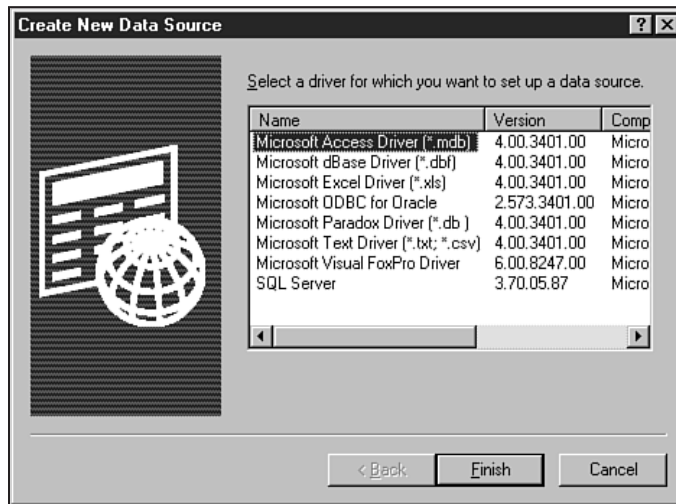 Create New Data Source
Select a driver for which you want to set up a data source.
Name Version Comp
Microsoft Access Driver (*.mdb) 4.00.3401.00 Micro
Microsoft dBase Driver (*.dbf) 4.00.3401.00 Micro
Microsoft Excel Driver (*.xls) 4.00.3401.00 Micro
Microsoft ODBC for Oracle 2.573.3401.00 Micro
Microsoft Paradox Driver (*.db ) 4.00.3401.00 Micro
Microsoft Text Driver (*.txt; *.csv) 4.00.3401.00 Micro
Microsoft Visual FoxPro Driver 6.00.8247.00 Micro
SQL Server 3.70.05.87 Micro
< Back Finish Cancel